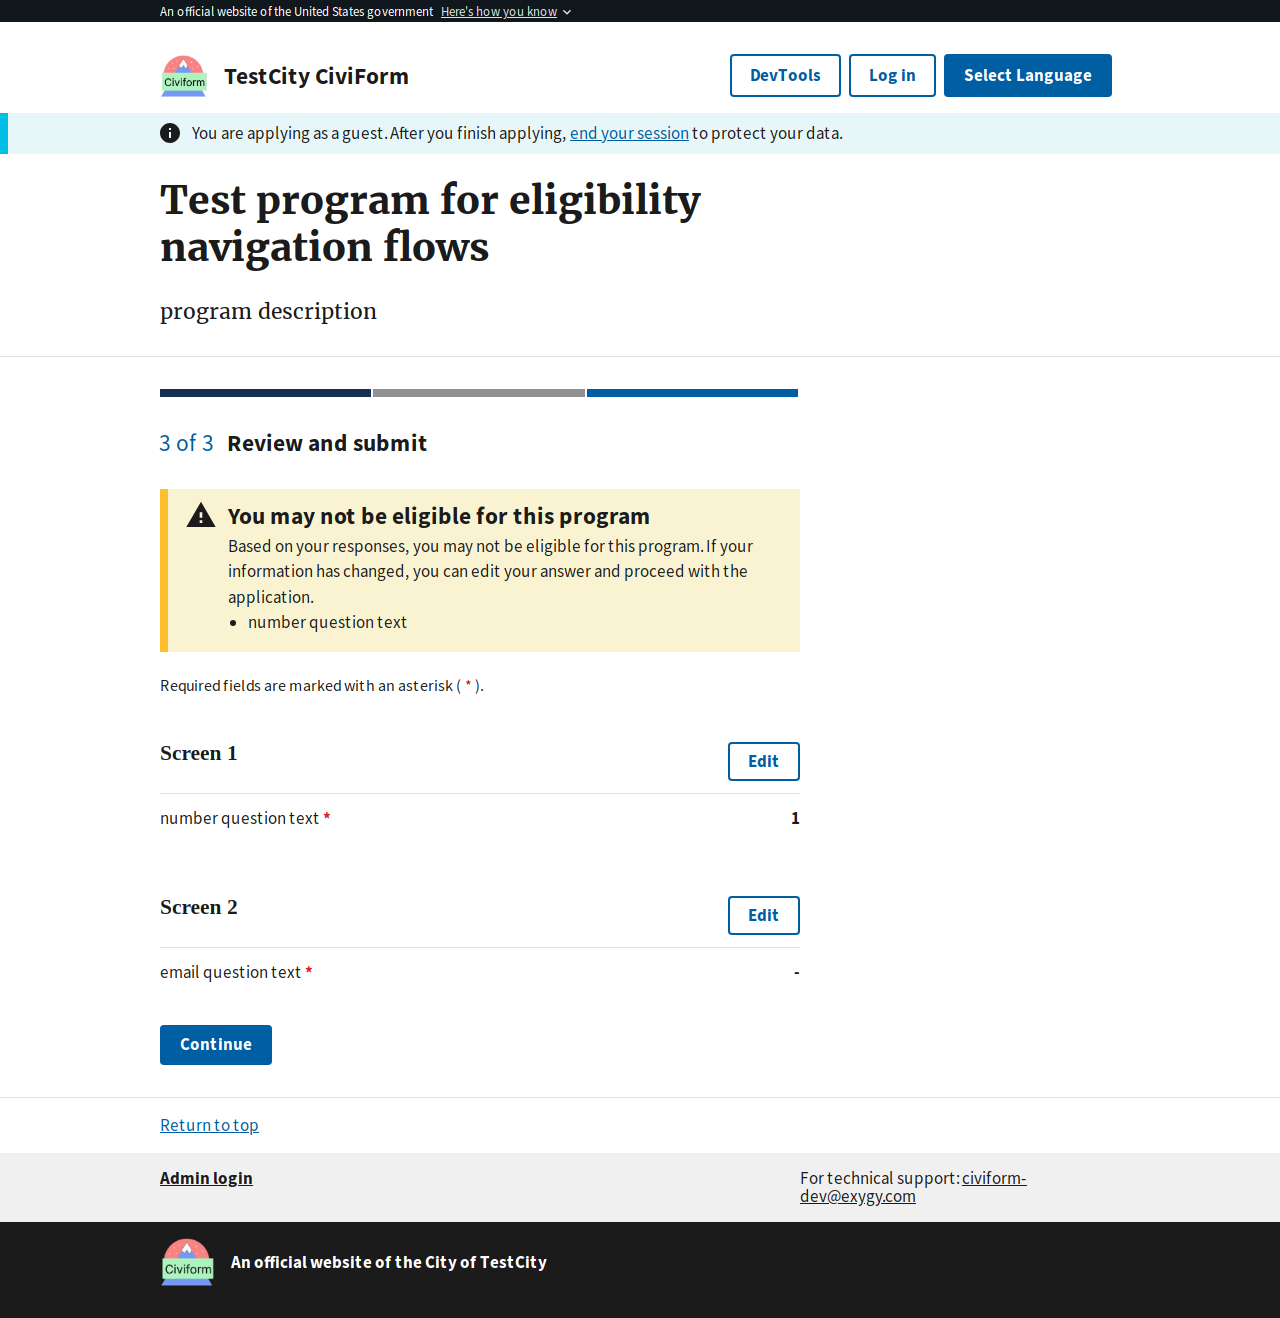 An official website of the United States government Here's how you know
Civiform
TestCity CiviForm
DevTools
Log in
Select Language
You are applying as a guest. After you finish applying, end your session to protect your data.
Test program for eligibility
navigation flows
program description
3 of 3 Review and submit
You may not be eligible for this program
Based on your responses, you may not be eligible for this program. If your
information has changed, you can edit your answer and proceed with the
application.
number question text
Required fields are marked with an asterisk ( * ).
Screen 1
Edit
number question text *
1
Screen 2
Edit
email question text *
-
Continue
Return to top
Admin login
For technical support: civiform-
dev@exygy.com
Civiform
An official website of the City of TestCity